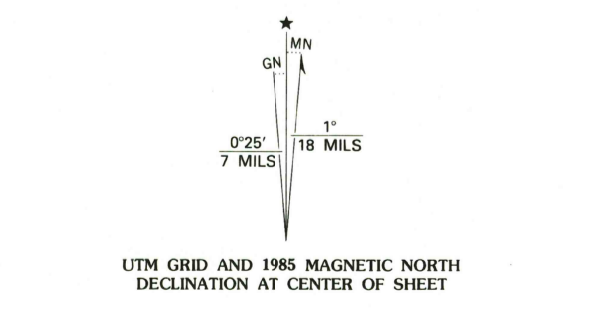 MN
GN
0°25′
7 MILS
1°
18 MILS
UTM GRID AND 1985 MAGNETIC NORTH
DECLINATION AT CENTER OF SHEET